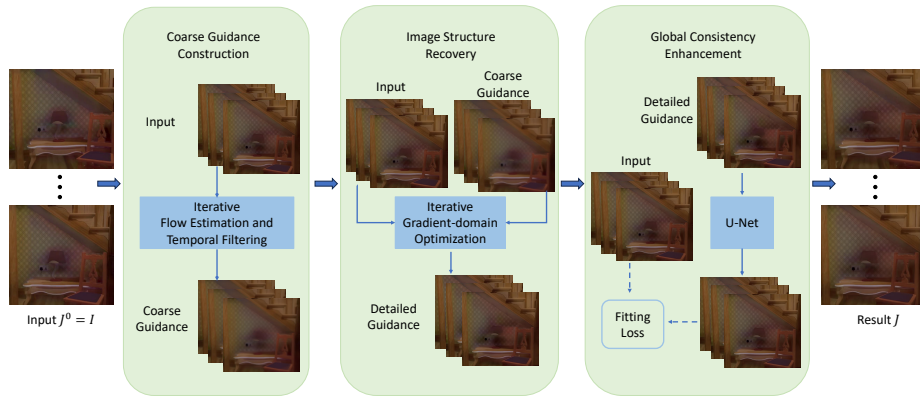 Coarse Guidance
Construction
Input
Iterative
Flow Estimation and
Temporal Filtering
Coarse
Guidance
Input J⁰ = I
Image Structure
Recovery
Input
Coarse
Guidance
Iterative
Gradient-domain
Optimization
Detailed
Guidance
Global Consistency
Enhancement
Detailed
Guidance
Input
U-Net
Fitting
Loss
Result J